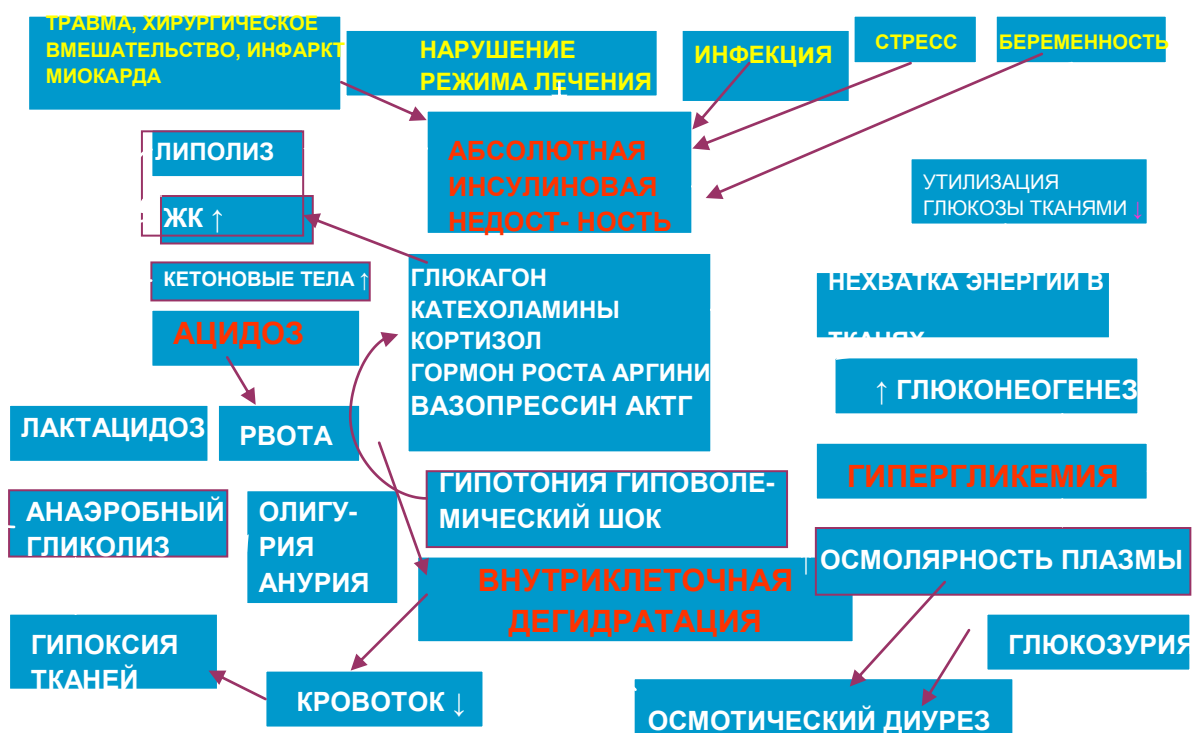 ТРАВМА, ХИРУРГИЧЕСКОЕ
ВМЕШАТЕЛЬСТВО, ИНФАРКТ
МИОКАРДА
НАРУШЕНИЕ
РЕЖИМА ЛЕЧЕНИЯ
ИНФЕКЦИЯ
СТРЕСС
БЕРЕМЕННОСТЬ
АБСОЛЮТНАЯ
ИНСУЛИНОВАЯ
НЕДОСТ- НОСТЬ
ЛИПОЛИЗ
ЖК ↑
КЕТОНОВЫЕ ТЕЛА ↑
АЦИДОЗ
УТИЛИЗАЦИЯ
ГЛЮКОЗЫ ТКАНЯМИ ↓
ГЛЮКАГОН
КАТЕХОЛАМИНЫ
КОРТИЗОЛ
ГОРМОН РОСТА АРГИНИ
ВАЗОПРЕССИН АКТГ
НЕХВАТКА ЭНЕРГИИ В
ТКАНЯХ
↑ ГЛЮКОНЕОГЕНЕЗ
ЛАКТАЦИДОЗ
РВОТА
ГИПЕРГЛИКЕМИЯ
ГИПОТОНИЯ ГИПОВОЛЕ-
МИЧЕСКИЙ ШОК
АНАЭРОБНЫЙ
ГЛИКОЛИЗ
ОЛИГУ-
РИЯ
АНУРИЯ
↑ ОСМОЛЯРНОСТЬ ПЛАЗМЫ
ВНУТРИКЛЕТОЧНАЯ
ДЕГИДРАТАЦИЯ
ГИПОКСИЯ
ТКАНЕЙ
ГЛЮКОЗУРИЯ
КРОВОТОК ↓
ОСМОТИЧЕСКИЙ ДИУРЕЗ